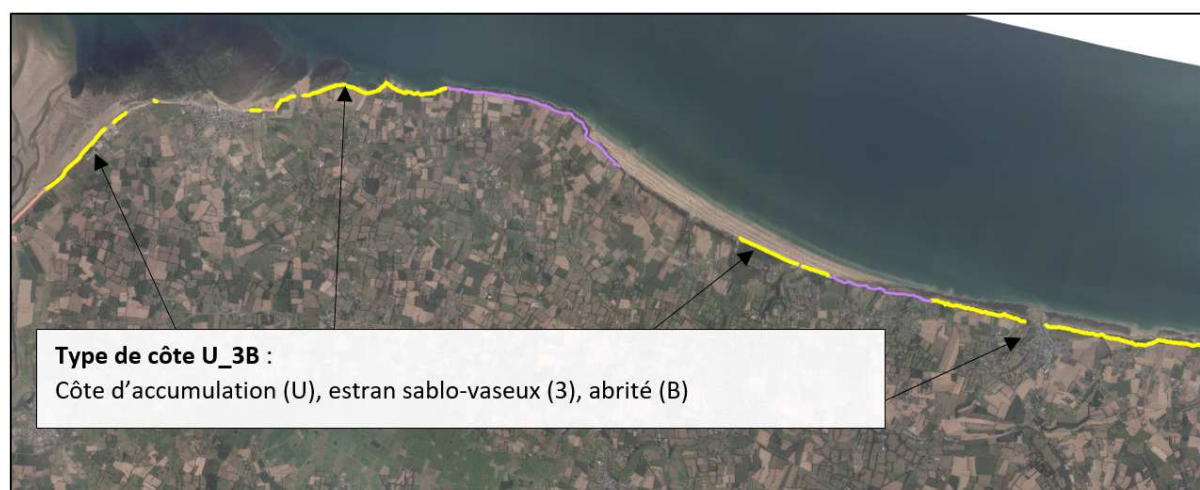 Type de côte U_3B :
Côte d’accumulation (U), estran sablo-vaseux (3), abrité (B)